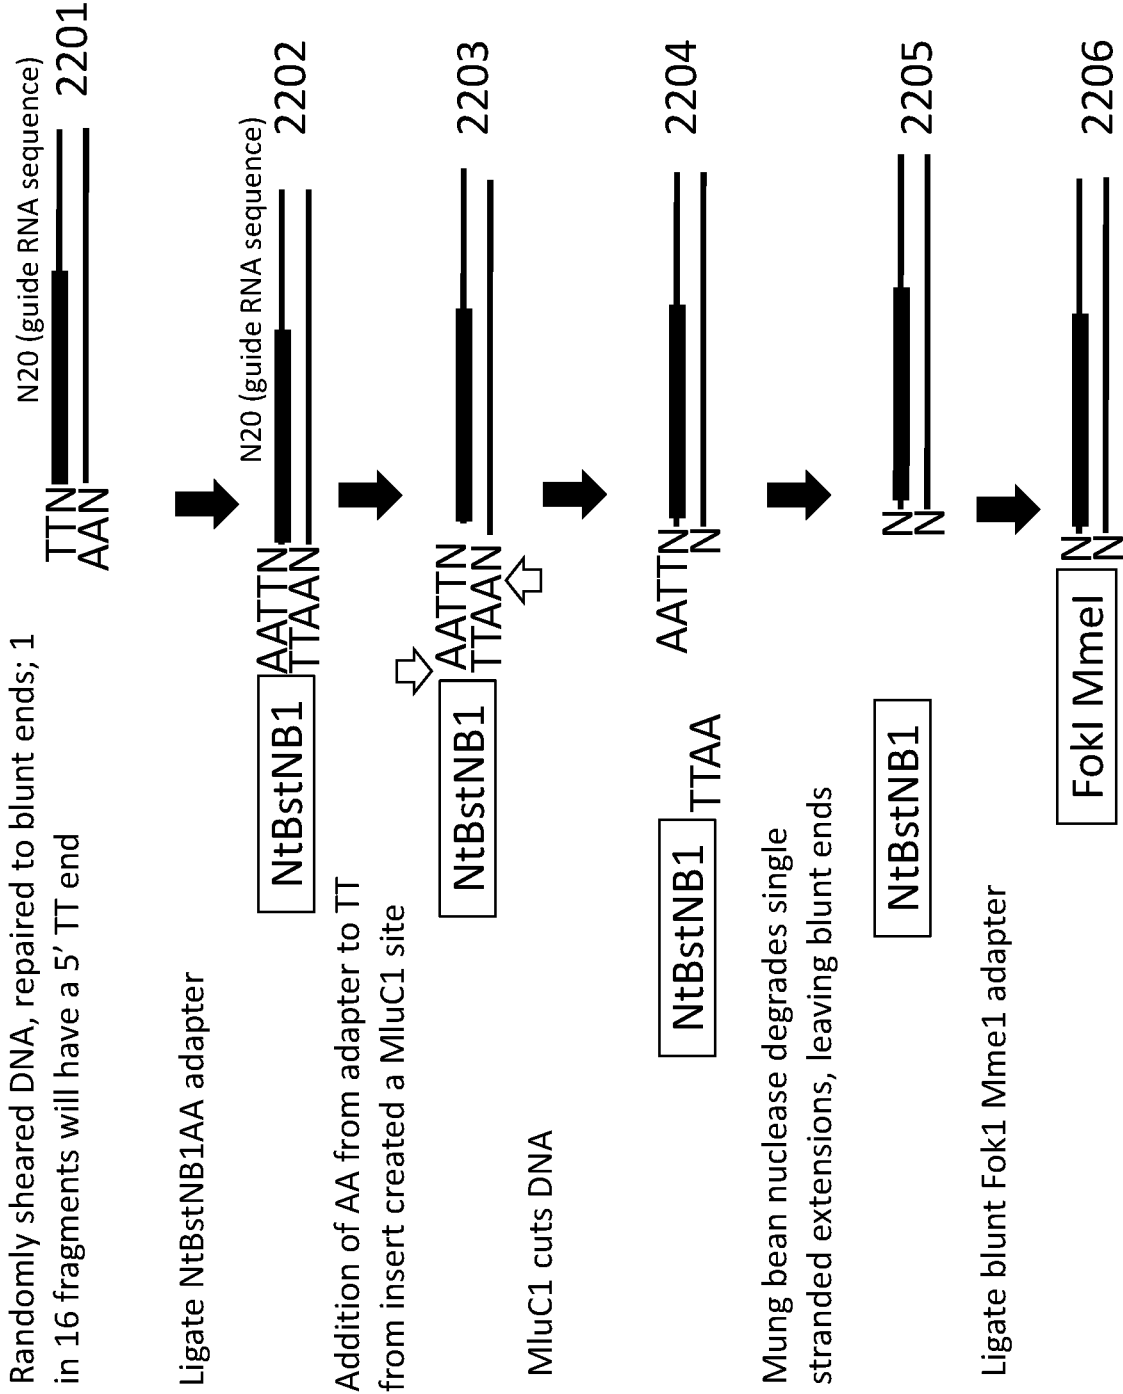 Randomly sheared DNA, repaired to blunt ends; 1
in 16 fragments will have a 5’ TT end
N20 (guide RNA sequence)
TTN
AAN
2201
Ligate NtBstNB1AA adapter
N20 (guide RNA sequence)
NtBstNB1
AATTN
TTAAN
2202
Addition of AA from adapter to TT
from insert created a MluC1 site
NtBstNB1
AATTN
TTAAN
2203
MluC1 cuts DNA
NtBstNB1
TTAA
AATTN
N
2204
Mung bean nuclease degrades single
stranded extensions, leaving blunt ends
NtBstNB1
N
N
2205
Ligate blunt Fok1 Mme1 adapter
FokI MmeI
N
N
2206